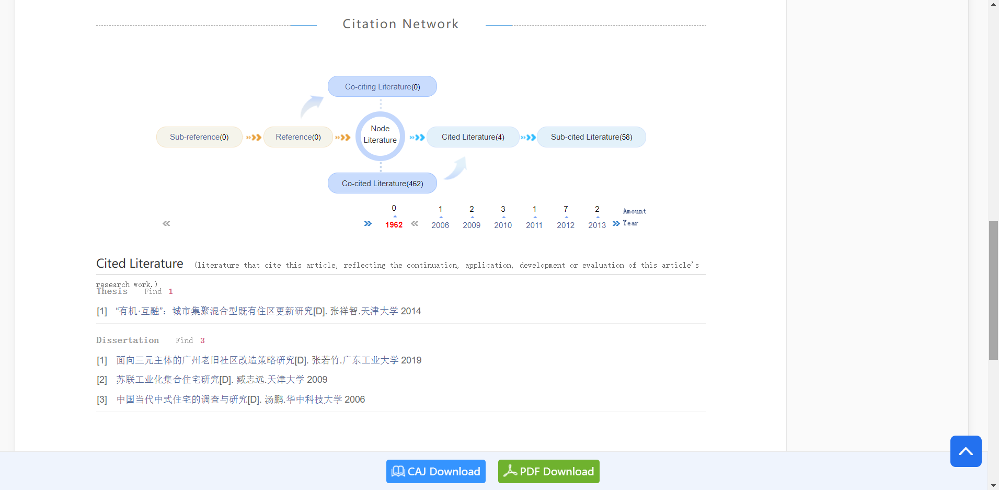 Citation Network
Co-citing Literature(0)
Node
Literature
Sub-reference(0)
Reference(0)
Cited Literature(4)
Sub-cited Literature(58)
Co-cited Literature(462)
0 1 2 3 1 7 2 Amount
1962 2006 2009 2010 2011 2012 2013 Year
Cited Literature (literature that cite this article, reflecting the continuation, application, development or evaluation of this article's
research work.)
Thesis Find 1
[1] “有机·互融”：城市集聚混合型既有住区更新研究[D]. 张祥智.天津大学 2014
Dissertation Find 3
[1] 面向三元主体的广州老旧社区改造策略研究[D]. 张若竹.广东工业大学 2019
[2] 苏联工业化集合住宅研究[D]. 臧志远.天津大学 2009
[3] 中国当代中式住宅的调查与研究[D]. 汤鹏.华中科技大学 2006
CAJ Download
PDF Download